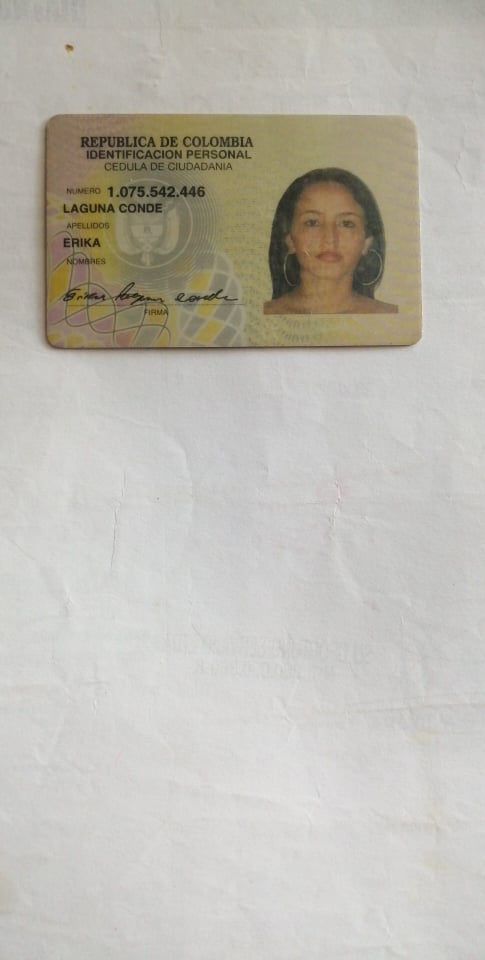 REPUBLICA DE COLOMBIA
IDENTIFICACION PERSONAL
CEDULA DE CIUDADANIA
NUMERO 1.075.542.446
LAGUNA CONDE
APELLIDOS
ERIKA
NOMBRES
Erika Laguna Conde
FIRMA